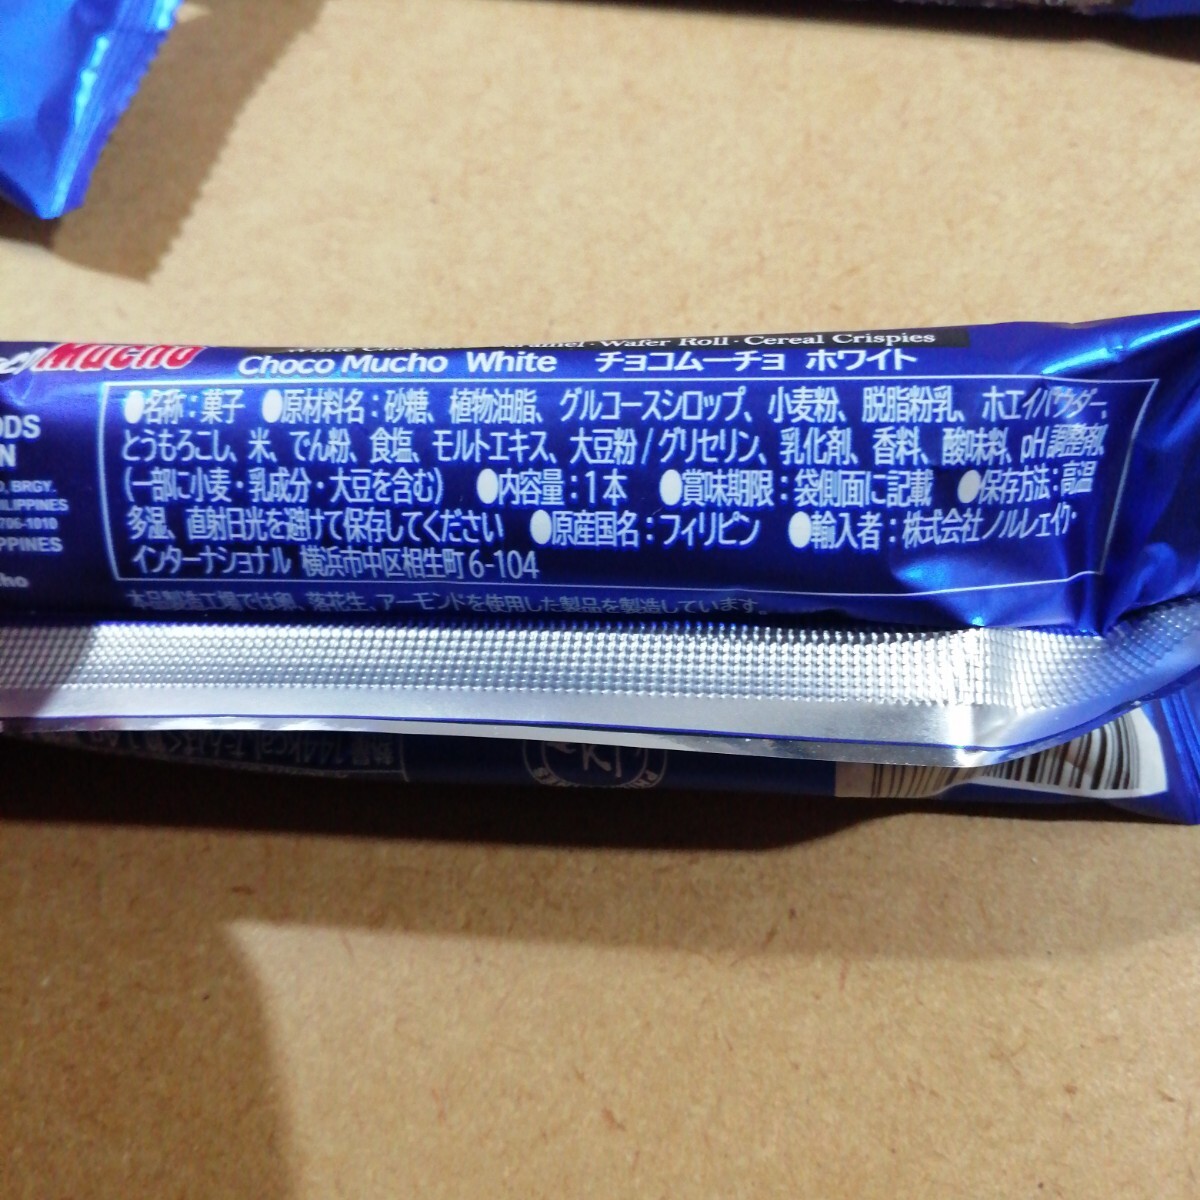 Mucho
White Wafer Roll · Cereal Crispies
Choco Mucho White チョコムーチョ ホワイト
●名称：菓子 ●原材料名：砂糖、植物油脂、グルコースシロップ、小麦粉、脱脂粉乳、ホエイパウダー、
とうもろこし、米、でん粉、食塩、モルトエキス、大豆粉 / グリセリン、乳化剤、香料、酸味料、pH調整剤、
（一部に小麦・乳成分・大豆を含む） ●内容量：1本 ●賞味期限：袋側面に記載 ●保存方法：高温
多湿、直射日光を避けて保存してください ●原産国名：フィリピン ●輸入者：株式会社ノルレェイク・
インターナショナル 横浜市中区相生町6-104
本品製造工場では卵、落花生、アーモンドを使用した製品を製造しています。
ODS
N
BRGY.
706-1010
144kcal